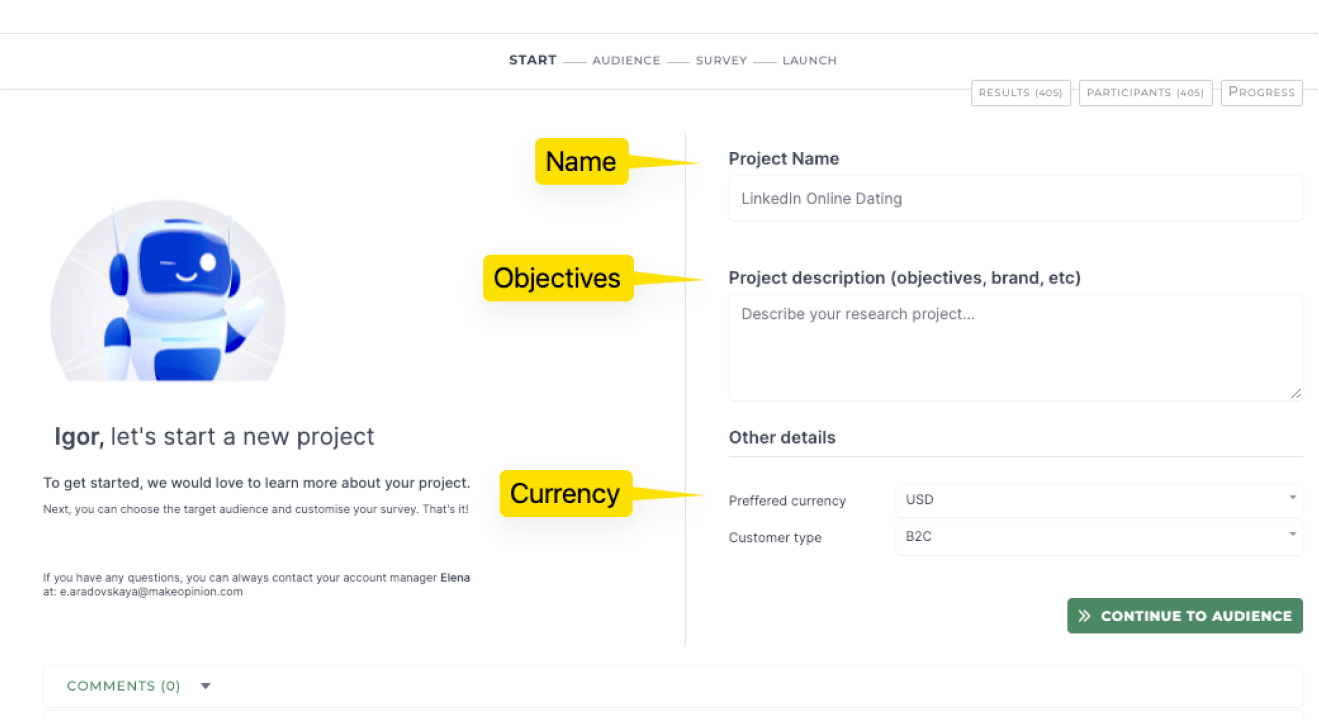 START AUDIENCE SURVEY LAUNCH
RESULTS (405) PARTICIPANTS (405) PROGRESS
Name
Project Name
LinkedIn Online Dating
Objectives
Project description (objectives, brand, etc)
Describe your research project...
Igor, let's start a new project
To get started, we would love to learn more about your project.
Next, you can choose the target audience and customise your survey. That's it!
If you have any questions, you can always contact your account manager Elena
at: e.aradovskaya@makeopinion.com
Other details
Currency
Preffered currency USD
Customer type B2C
CONTINUE TO AUDIENCE
COMMENTS (0)